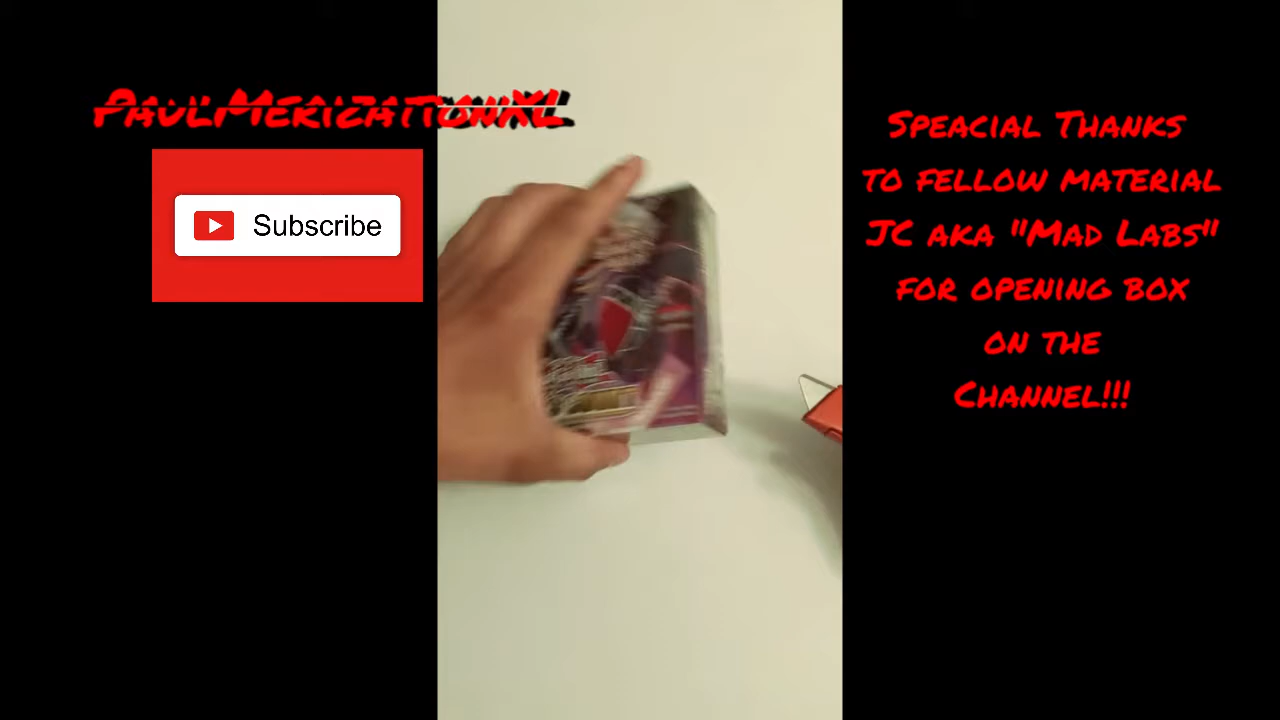 PaulMerizationXL
Subscribe
Speacial Thanks
to fellow material
JC aka "Mad Labs"
for opening box
on the
Channel!!!